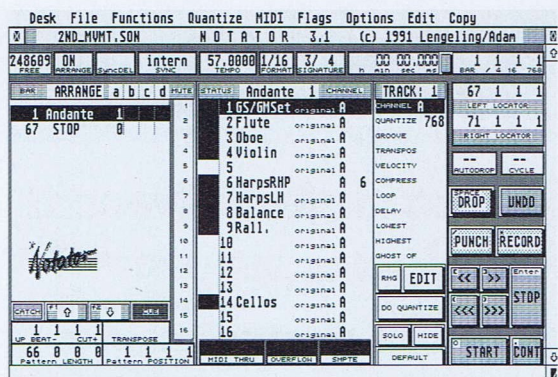 Desk File Functions Quantize MIDI Flags Options Edit Copy
2ND_MVMT.SON N O T A T O R 3.1 (c) 1991 Lengeling/Adam
248609 ON intern 57.0000 1/16 3/ 4 00 00,000 1 1 1 1
FREE ARRANGE SyncDEL SYNC TEMPO FORMAT SIGNATURE h min sec ms BAR / 4 16 768
BAR ARRANGE a b c d MUTE STATUS Andante 1 CHANNEL TRACK: 1 67 1 1 1
LEFT LOCATOR
1 Andante 1
67 STOP 0
71 1 1 1
RIGHT LOCATOR
1 1 GS/GMSet original A
2 2 Flute original A
3 3 Oboe original A
4 4 Violin original A
5 5 original A
6 6 HarpsRHP A 6
7 7 HarpsLH original A
8 8 Balance original A
9 9 Rall. original A
10 10 original A
11 11 original A
12 12 original A
13 13 original A
14 14 Cellos original A
15 15 original A
16 16 original A
CHANNEL A
QUANTIZE 768
GROOVE
TRANSPOS
VELOCITY
COMPRESS
LOOP
DELAY
LOWEST
HIGHEST
GHOST OF
RMG EDIT
DO QUANTIZE
SOLO HIDE
DEFAULT
-- --
AUTODROP CYCLE
SPACE
DROP UNDO
PUNCH RECORD
<< >> Enter
<<< >>> STOP
START CONT
Notator
CATCH F1 F2 CUE
1 1 1 1
UP BEAT- CUT+ TRANSPOSE
66 0 0 0 1 1 1 1
Pattern LENGTH Pattern POSITION
MIDI THRU OVERFLOW SMPTE